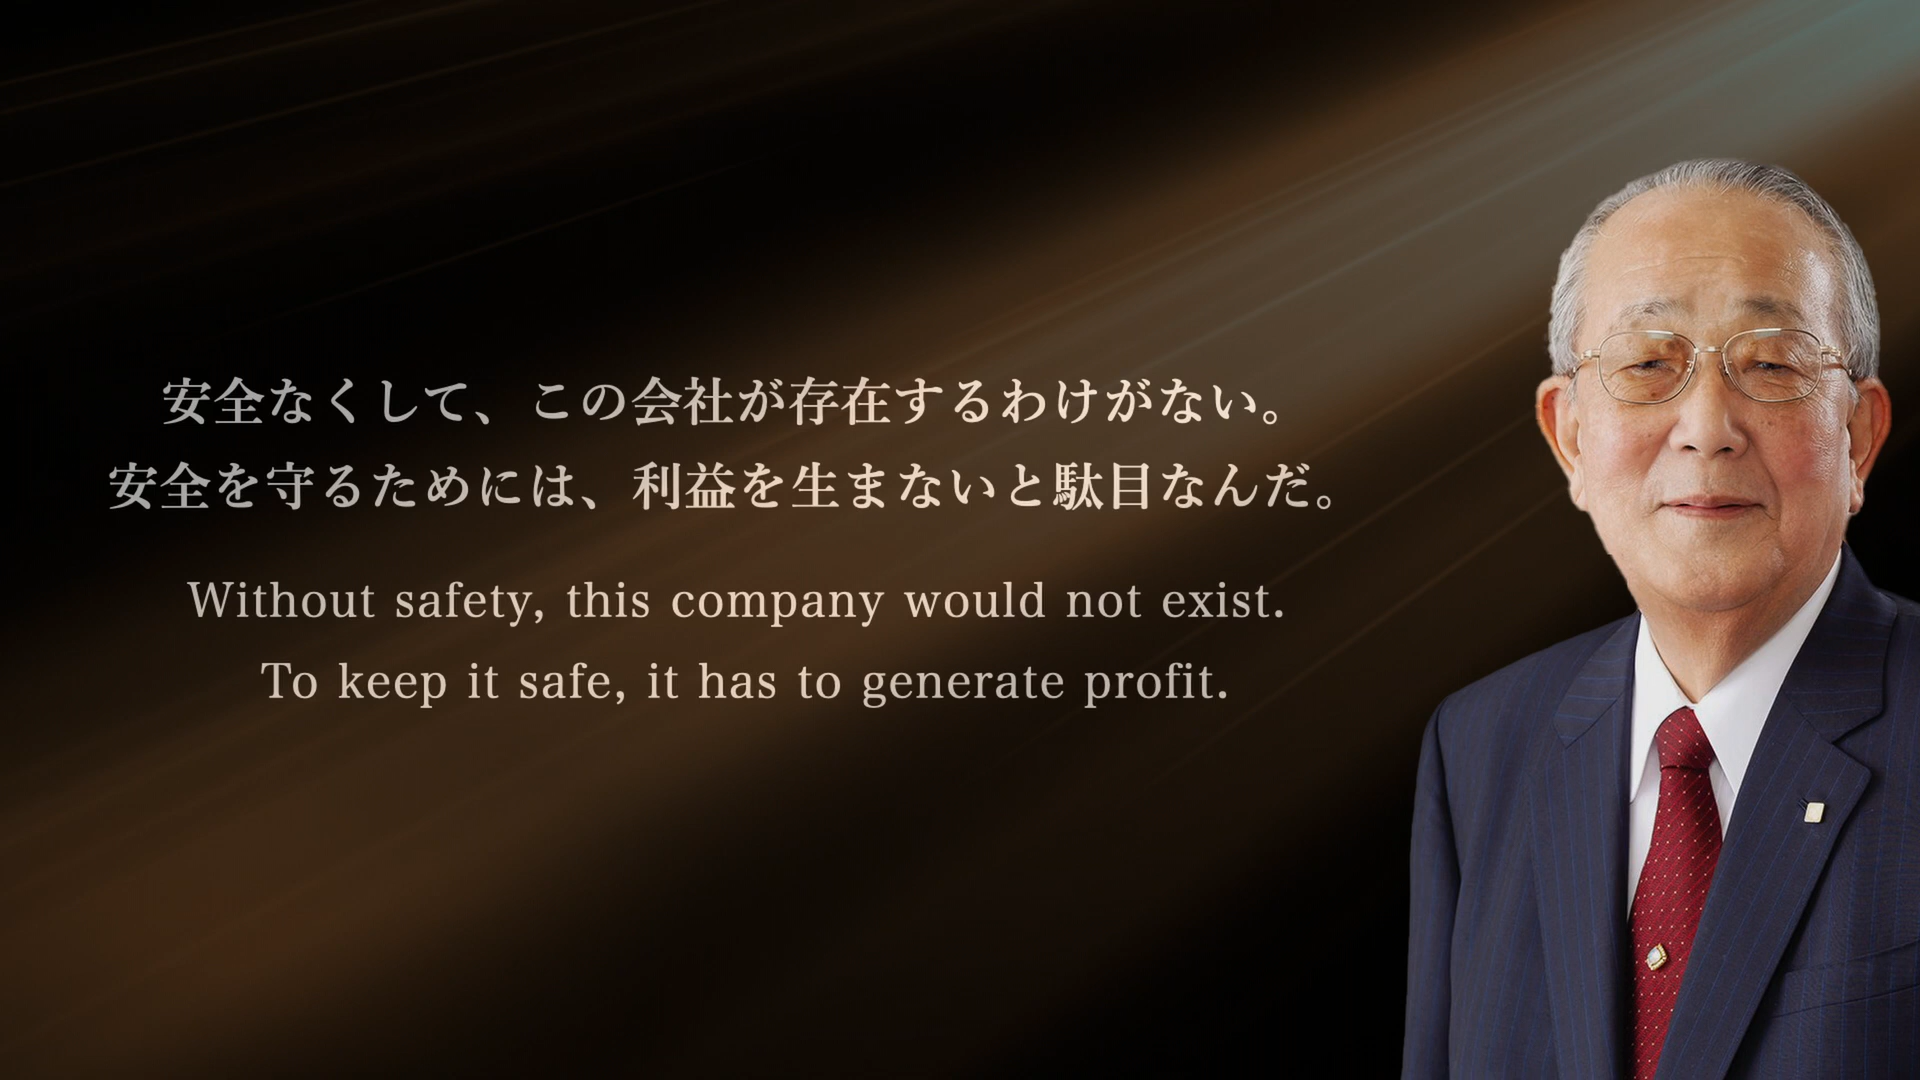 安全なくして、この会社が存在するわけがない。
安全を守るためには、利益を生まないと駄目なんだ。
Without safety, this company would not exist.
To keep it safe, it has to generate profit.